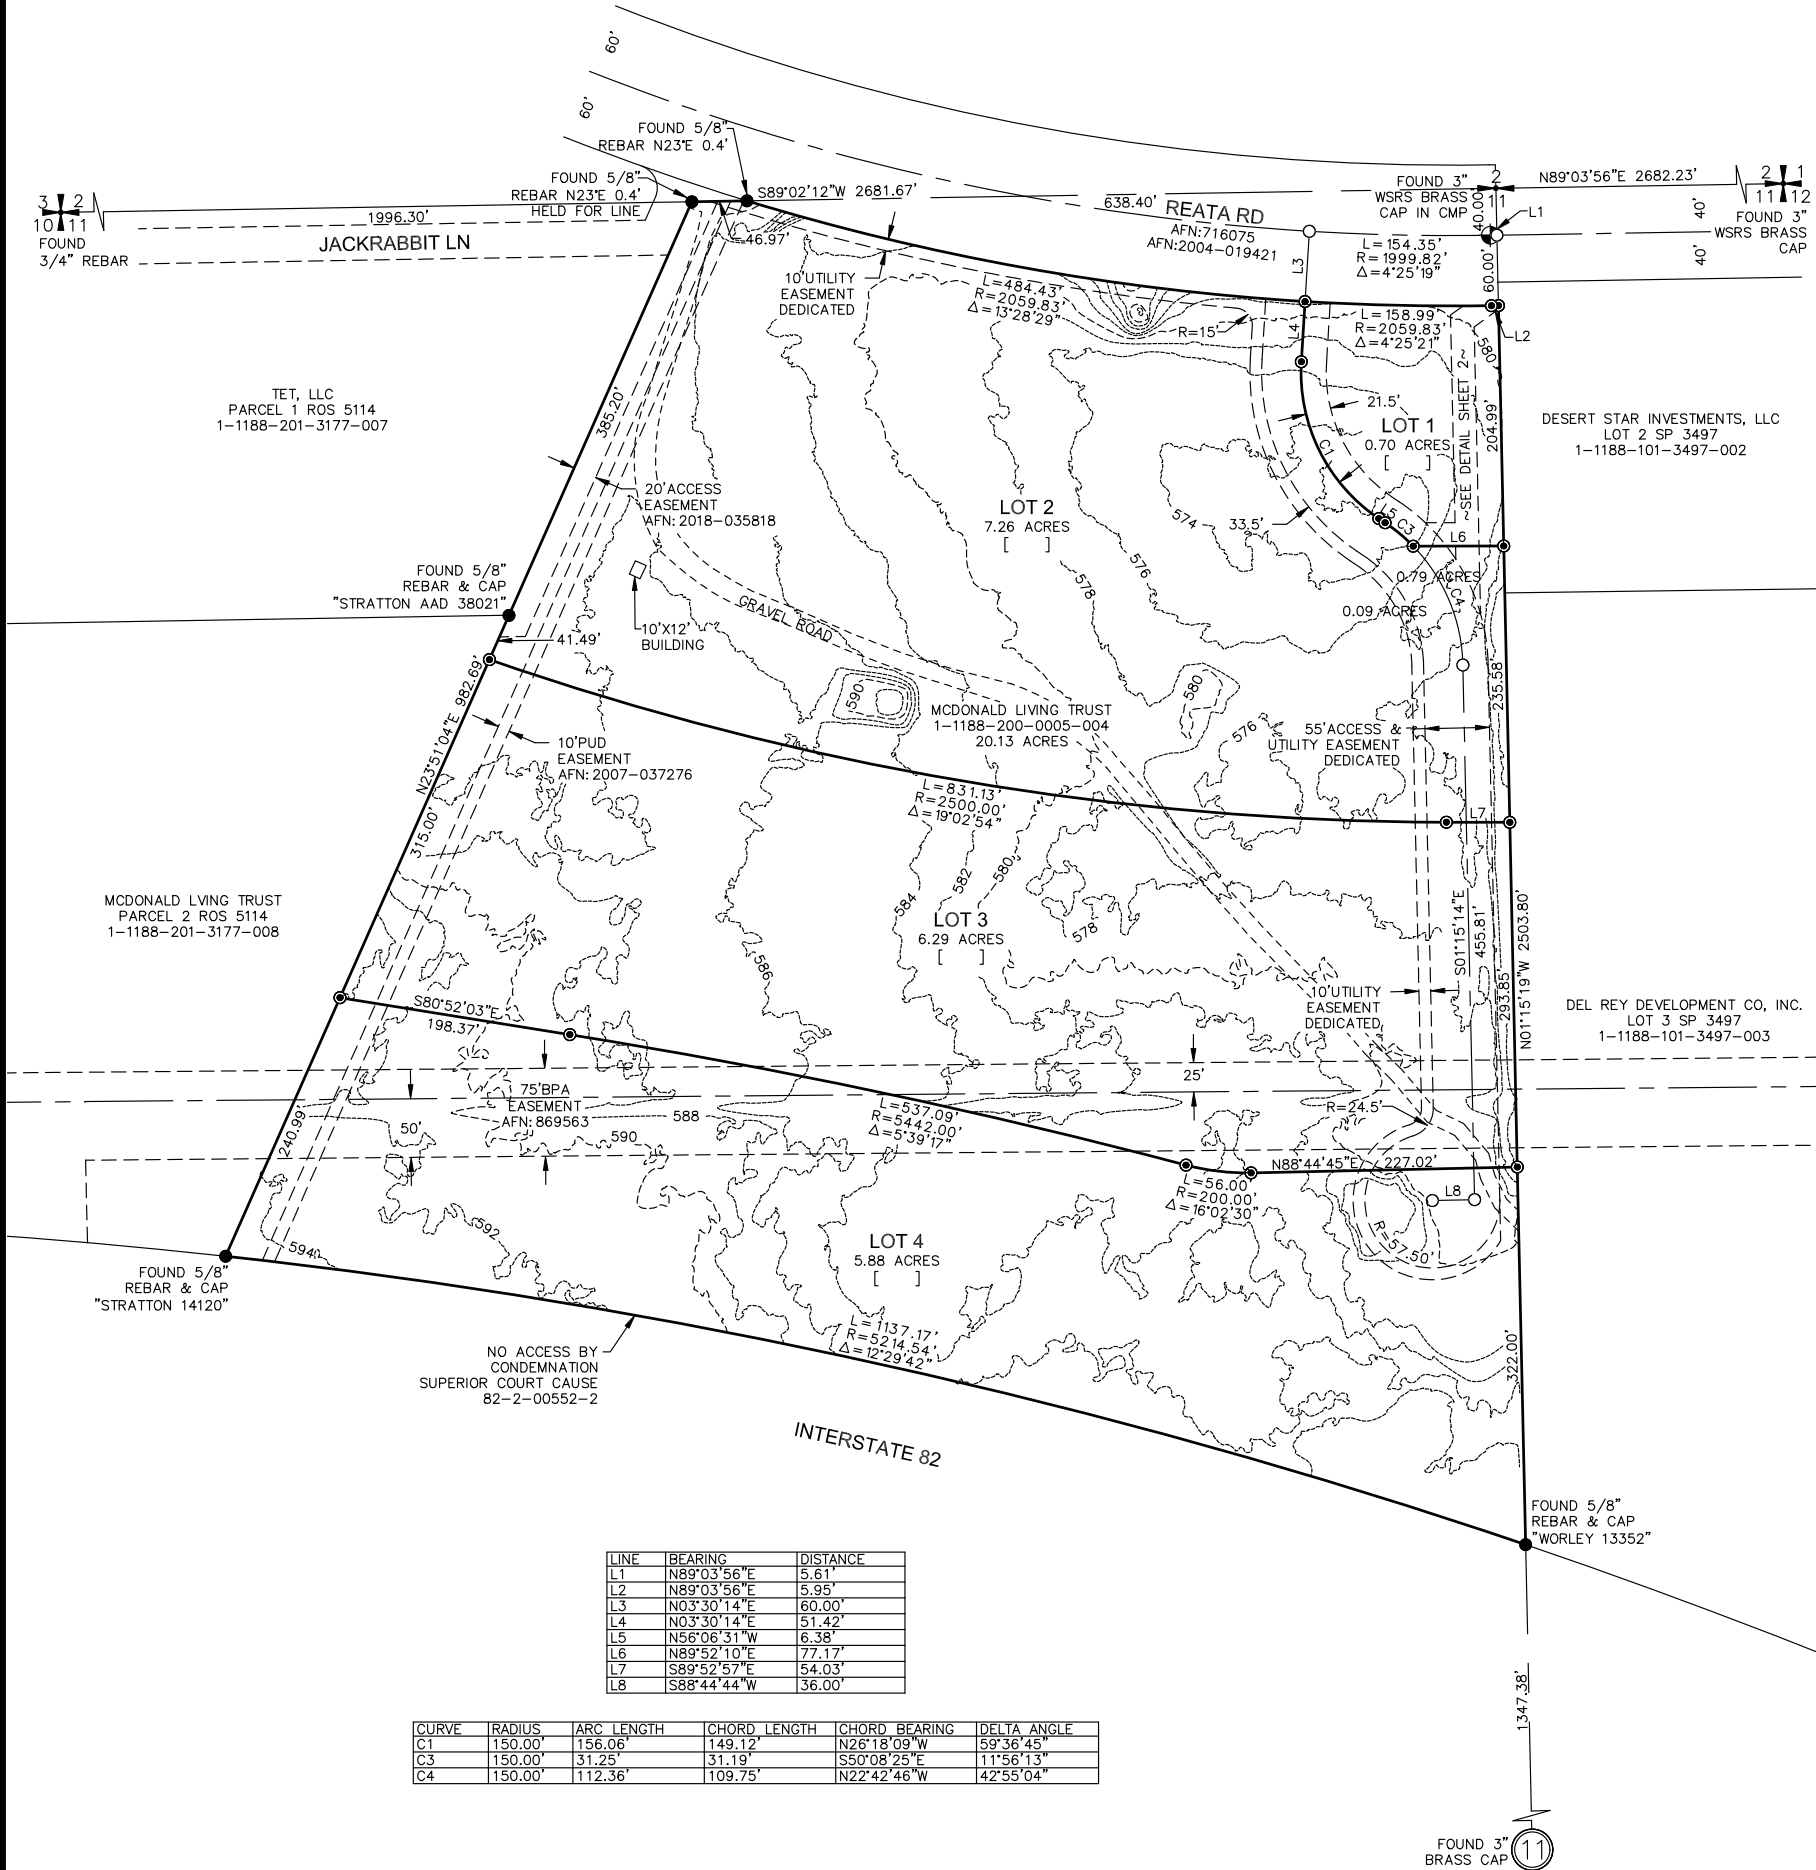 60'
60'
FOUND 5/8"
REBAR N23°E 0.4'
FOUND 5/8"
REBAR N23°E 0.4'
HELD FOR LINE
3 2
10 11
FOUND
3/4" REBAR
1996.30'
JACKRABBIT LN
46.97'
S89°02'12"W 2681.67'
638.40'
REATA RD
AFN:716075
AFN:2004-019421
FOUND 3"
WSRS BRASS
CAP IN CMP
2
11
40.00'
N89°03'56"E 2682.23'
2 1
11 12
FOUND 3"
WSRS BRASS
CAP
L1
40'
40'
60.00'
L=154.35'
R=1999.82'
Δ=4°25'19"
L3
10'UTILITY
EASEMENT
DEDICATED
L=484.43'
R=2059.83'
Δ=13°28'29"
R=15'
L4
L=158.99'
R=2059.83'
Δ=4°25'21"
L2
580
TET, LLC
PARCEL 1 ROS 5114
1-1188-201-3177-007
385.20'
21.5'
LOT 1
0.70 ACRES
[ ]
C1
~SEE DETAIL SHEET 2~
204.99'
DESERT STAR INVESTMENTS, LLC
LOT 2 SP 3497
1-1188-101-3497-002
20'ACCESS
EASEMENT
AFN: 2018-035818
LOT 2
7.26 ACRES
[ ]
574
33.5'
L5
C3
L6
576
578
FOUND 5/8"
REBAR & CAP
"STRATTON AAD 38021"
0.79 ACRES
0.09 ACRES
C4
GRAVEL ROAD
10'X12'
BUILDING
41.49'
590
MCDONALD LIVING TRUST
1-1188-200-0005-004
20.13 ACRES
580
576
55'ACCESS &
UTILITY EASEMENT
DEDICATED
235.58'
N23°51'04"E 982.69'
10'PUD
EASEMENT
AFN: 2007-037276
L=831.13'
R=2500.00'
Δ=19°02'54"
L7
315.00'
584
582
580
578
586
LOT 3
6.29 ACRES
[ ]
MCDONALD LVING TRUST
PARCEL 2 ROS 5114
1-1188-201-3177-008
S01°15'14"E
455.81'
293.85'
N01°15'19"W 2503.80'
S80°52'03"E
198.37'
10'UTILITY
EASEMENT
DEDICATED
DEL REY DEVELOPMENT CO, INC.
LOT 3 SP 3497
1-1188-101-3497-003
25'
75'BPA
EASEMENT
AFN: 869563
588
590
50'
240.99'
L=537.09'
R=5442.00'
Δ=5°39'17"
R=24.5'
N88°44'45"E 227.02'
L=56.00'
R=200.00'
Δ=16°02'30"
L8
R=57.50'
592
594
FOUND 5/8"
REBAR & CAP
"STRATTON 14120"
LOT 4
5.88 ACRES
[ ]
L=1137.17'
R=5214.54'
Δ=12°29'42"
322.00'
NO ACCESS BY
CONDEMNATION
SUPERIOR COURT CAUSE
82-2-00552-2
INTERSTATE 82
FOUND 5/8"
REBAR & CAP
"WORLEY 13352"
LINE BEARING DISTANCE
L1 N89°03'56"E 5.61'
L2 N89°03'56"E 5.95'
L3 N03°30'14"E 60.00'
L4 N03°30'14"E 51.42'
L5 N56°06'31"W 6.38'
L6 N89°52'10"E 77.17'
L7 S89°52'57"E 54.03'
L8 S88°44'44"W 36.00'
CURVE RADIUS ARC LENGTH CHORD LENGTH CHORD BEARING DELTA ANGLE
C1 150.00' 156.06' 149.12' N26°18'09"W 59°36'45"
C3 150.00' 31.25' 31.19' S50°08'25"E 11°56'13"
C4 150.00' 112.36' 109.75' N22°42'46"W 42°55'04"
1347.38'
FOUND 3"
BRASS CAP
11